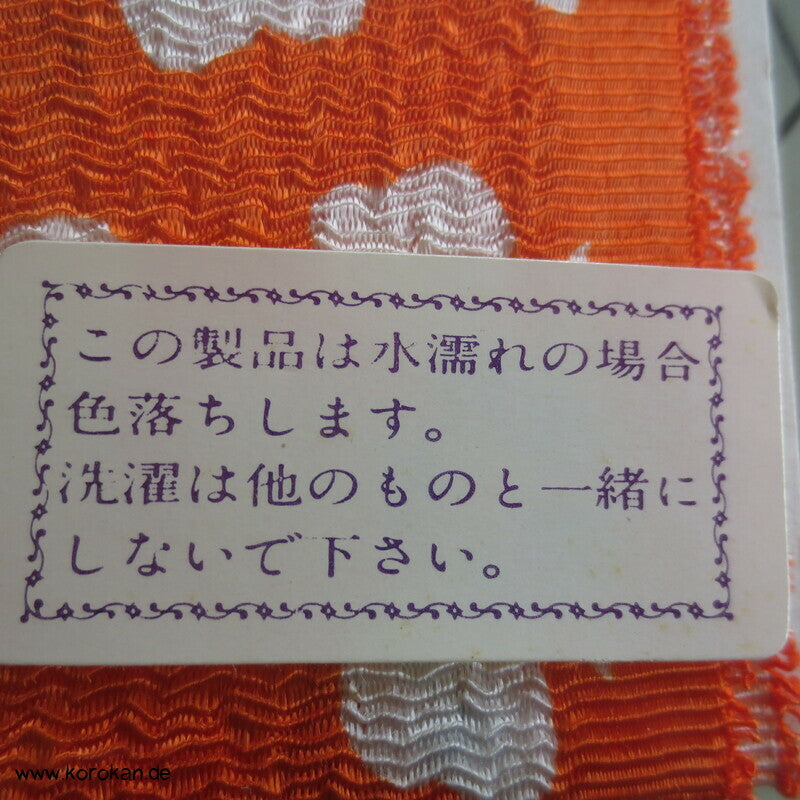 この製品は水濡れの場合
色落ちします。
洗濯は他のものと一緒に
しないで下さい。
www.korokan.de